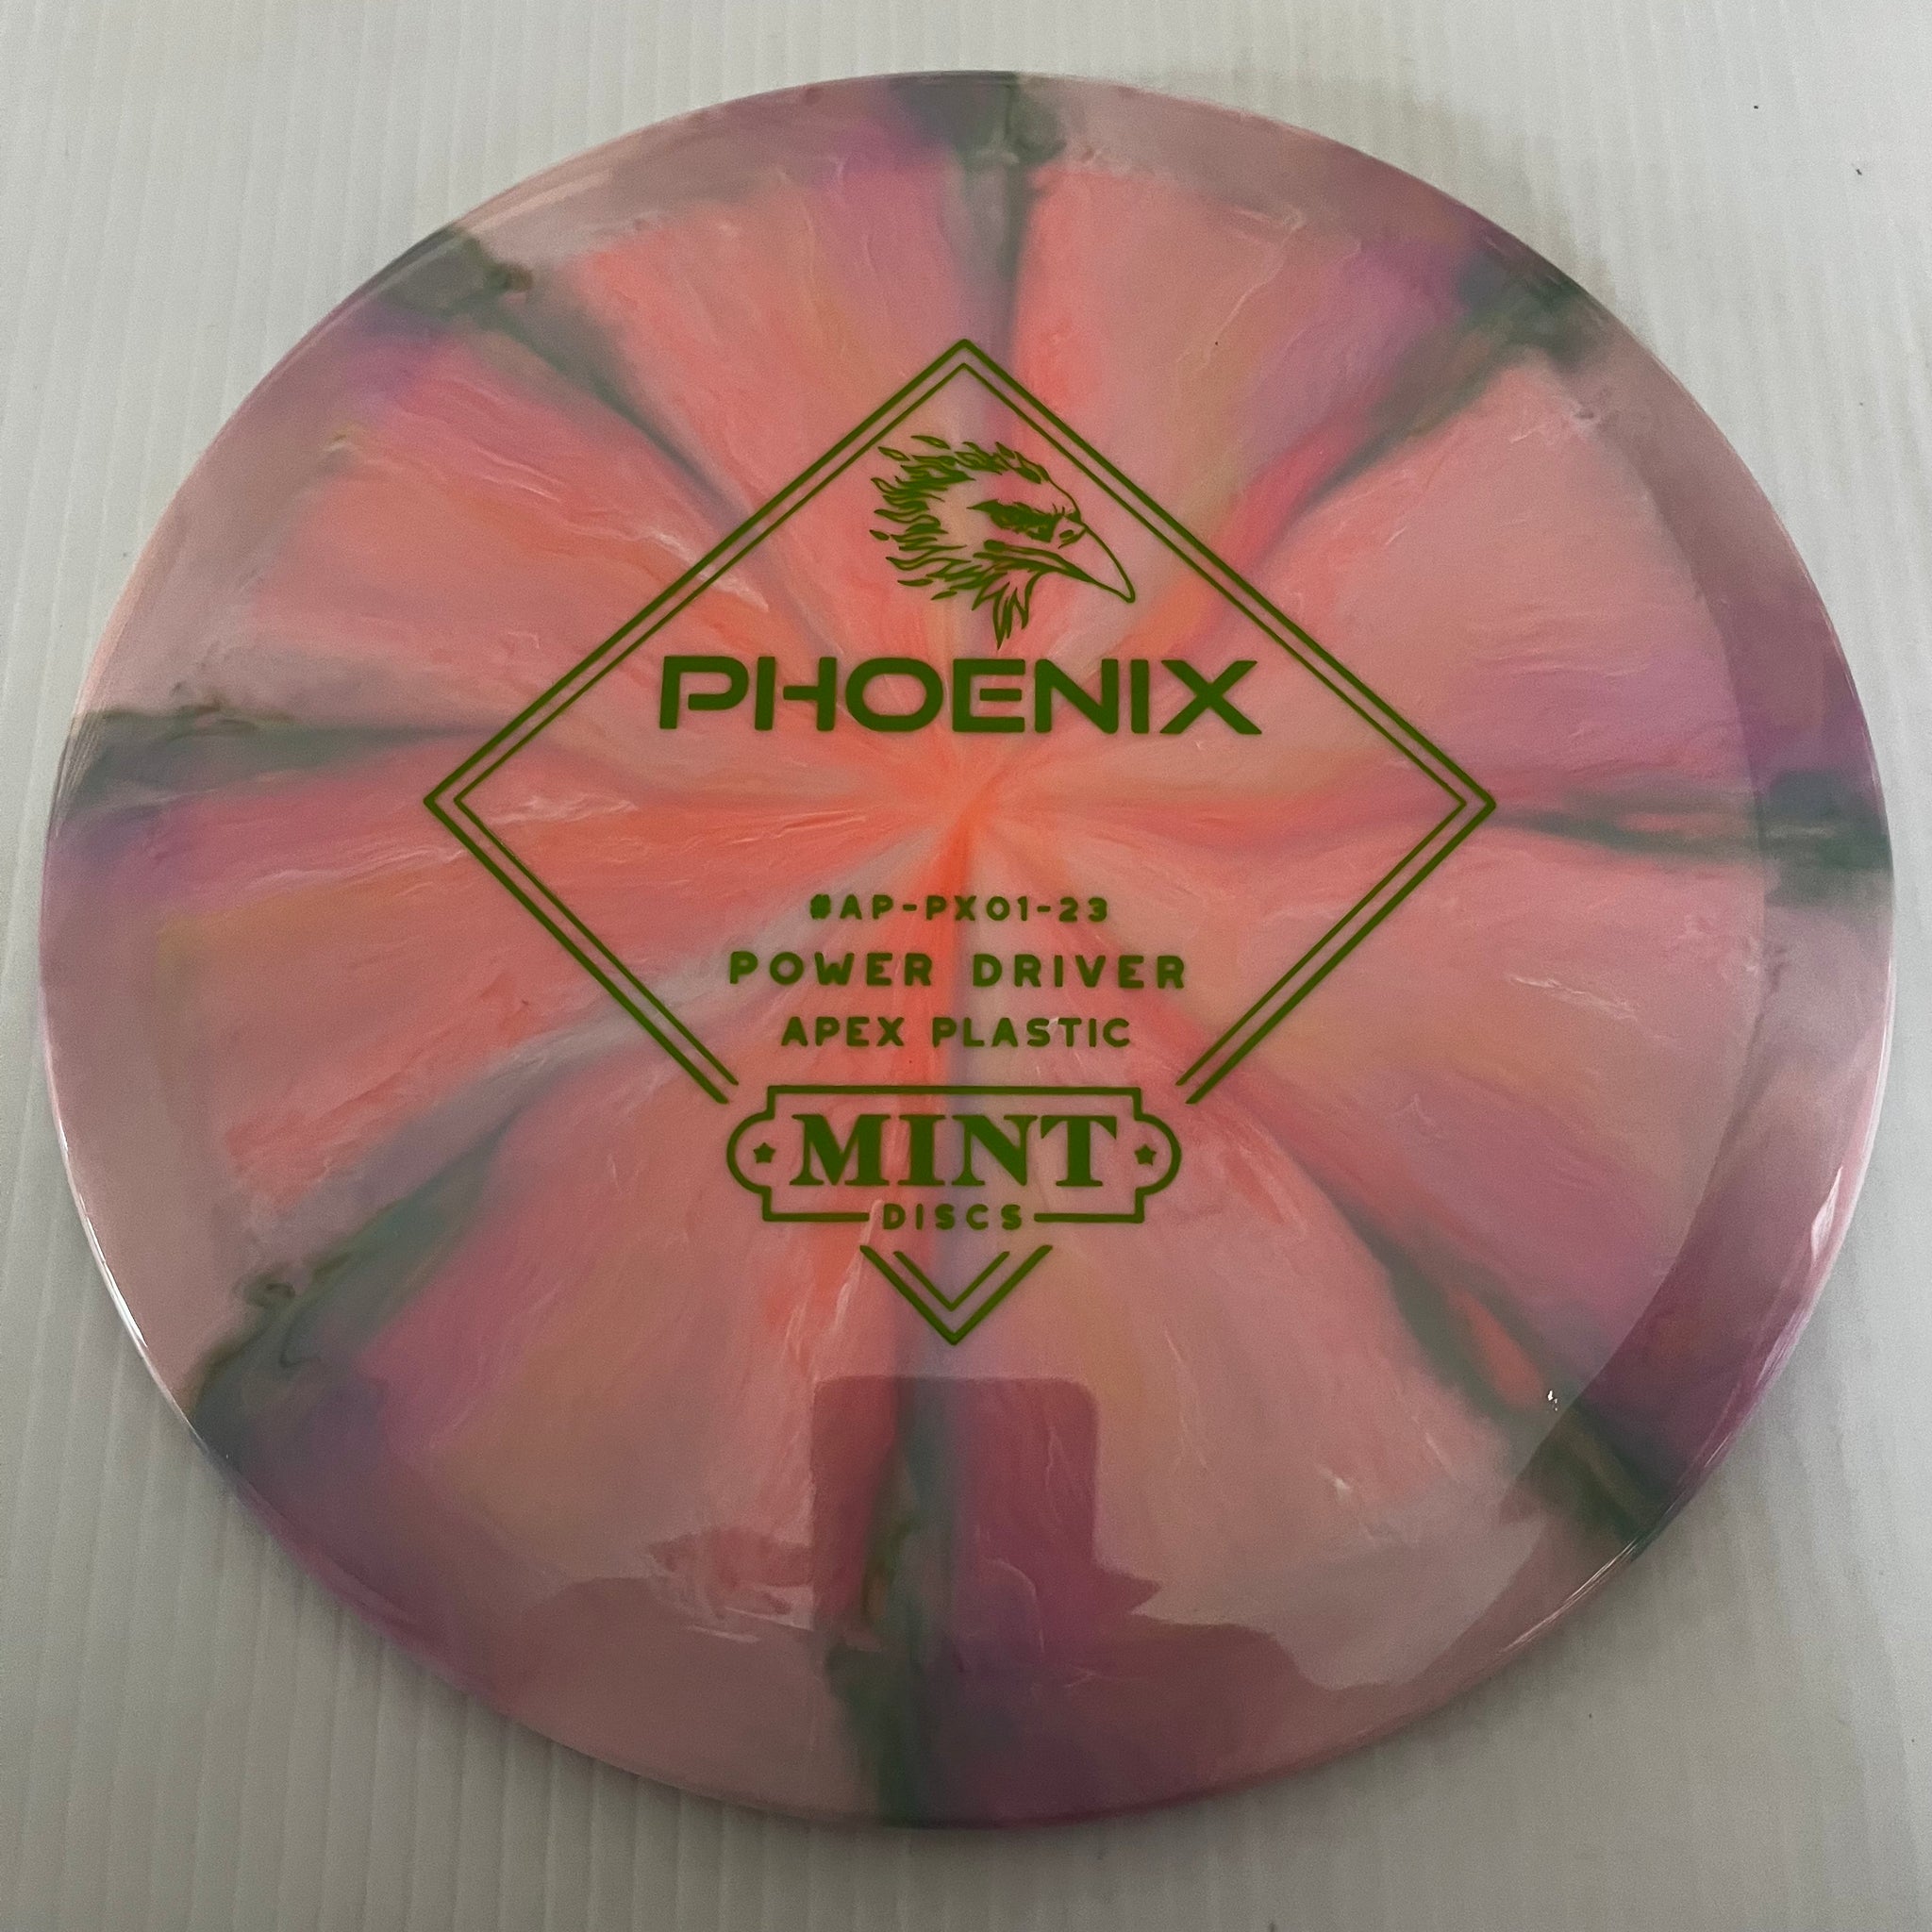 PHOENIX
#AP-PX01-23
POWER DRIVER
APEX PLASTIC
MINT
DISCS